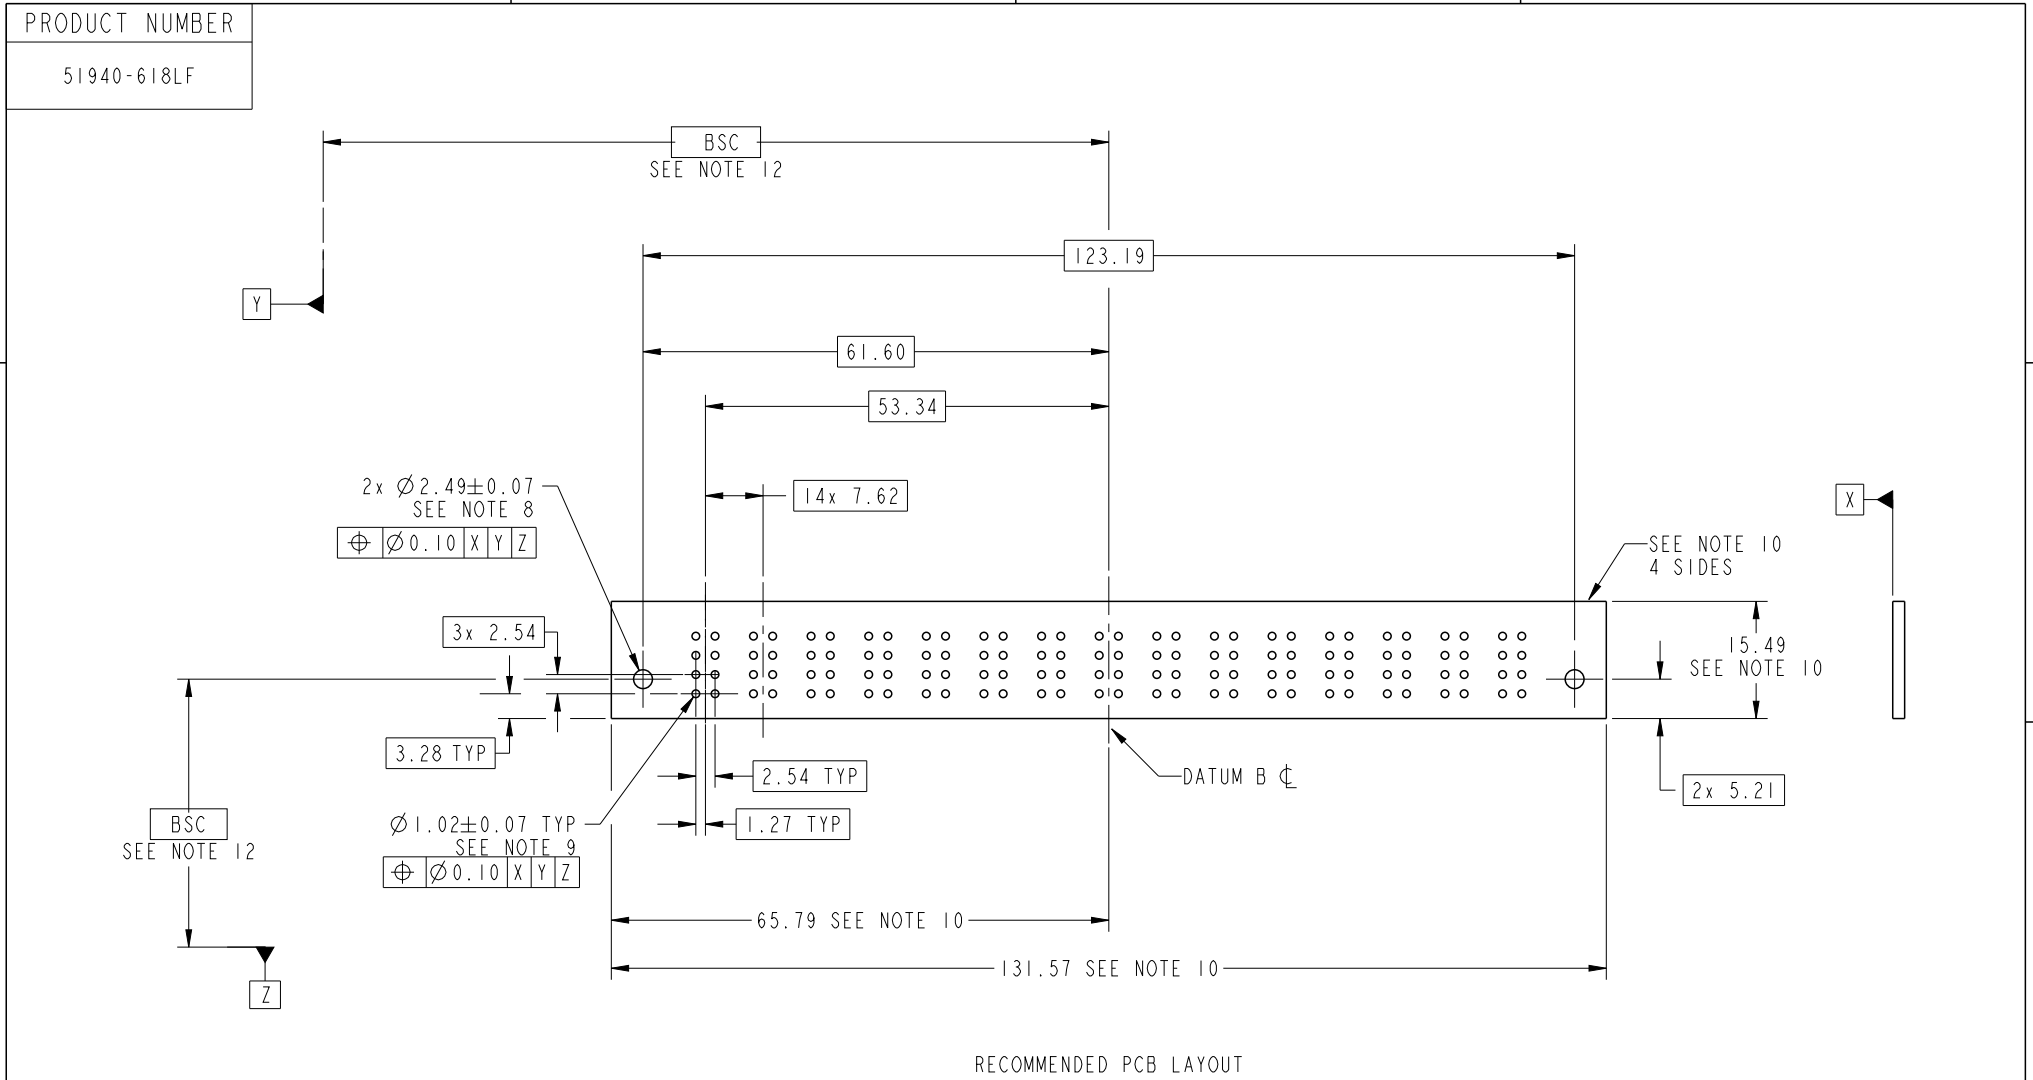 PRODUCT NUMBER
51940-618LF
BSC
SEE NOTE 12
123.19
Y
61.60
53.34
2x Ø2.49±0.07
SEE NOTE 8
⌖ Ø0.10 X Y Z
14x 7.62
X
SEE NOTE 10
4 SIDES
3x 2.54
15.49
SEE NOTE 10
3.28 TYP
2.54 TYP
DATUM B ℄
2x 5.21
BSC
SEE NOTE 12
Ø1.02±0.07 TYP
SEE NOTE 9
⌖ Ø0.10 X Y Z
1.27 TYP
65.79 SEE NOTE 10
131.57 SEE NOTE 10
Z
RECOMMENDED PCB LAYOUT